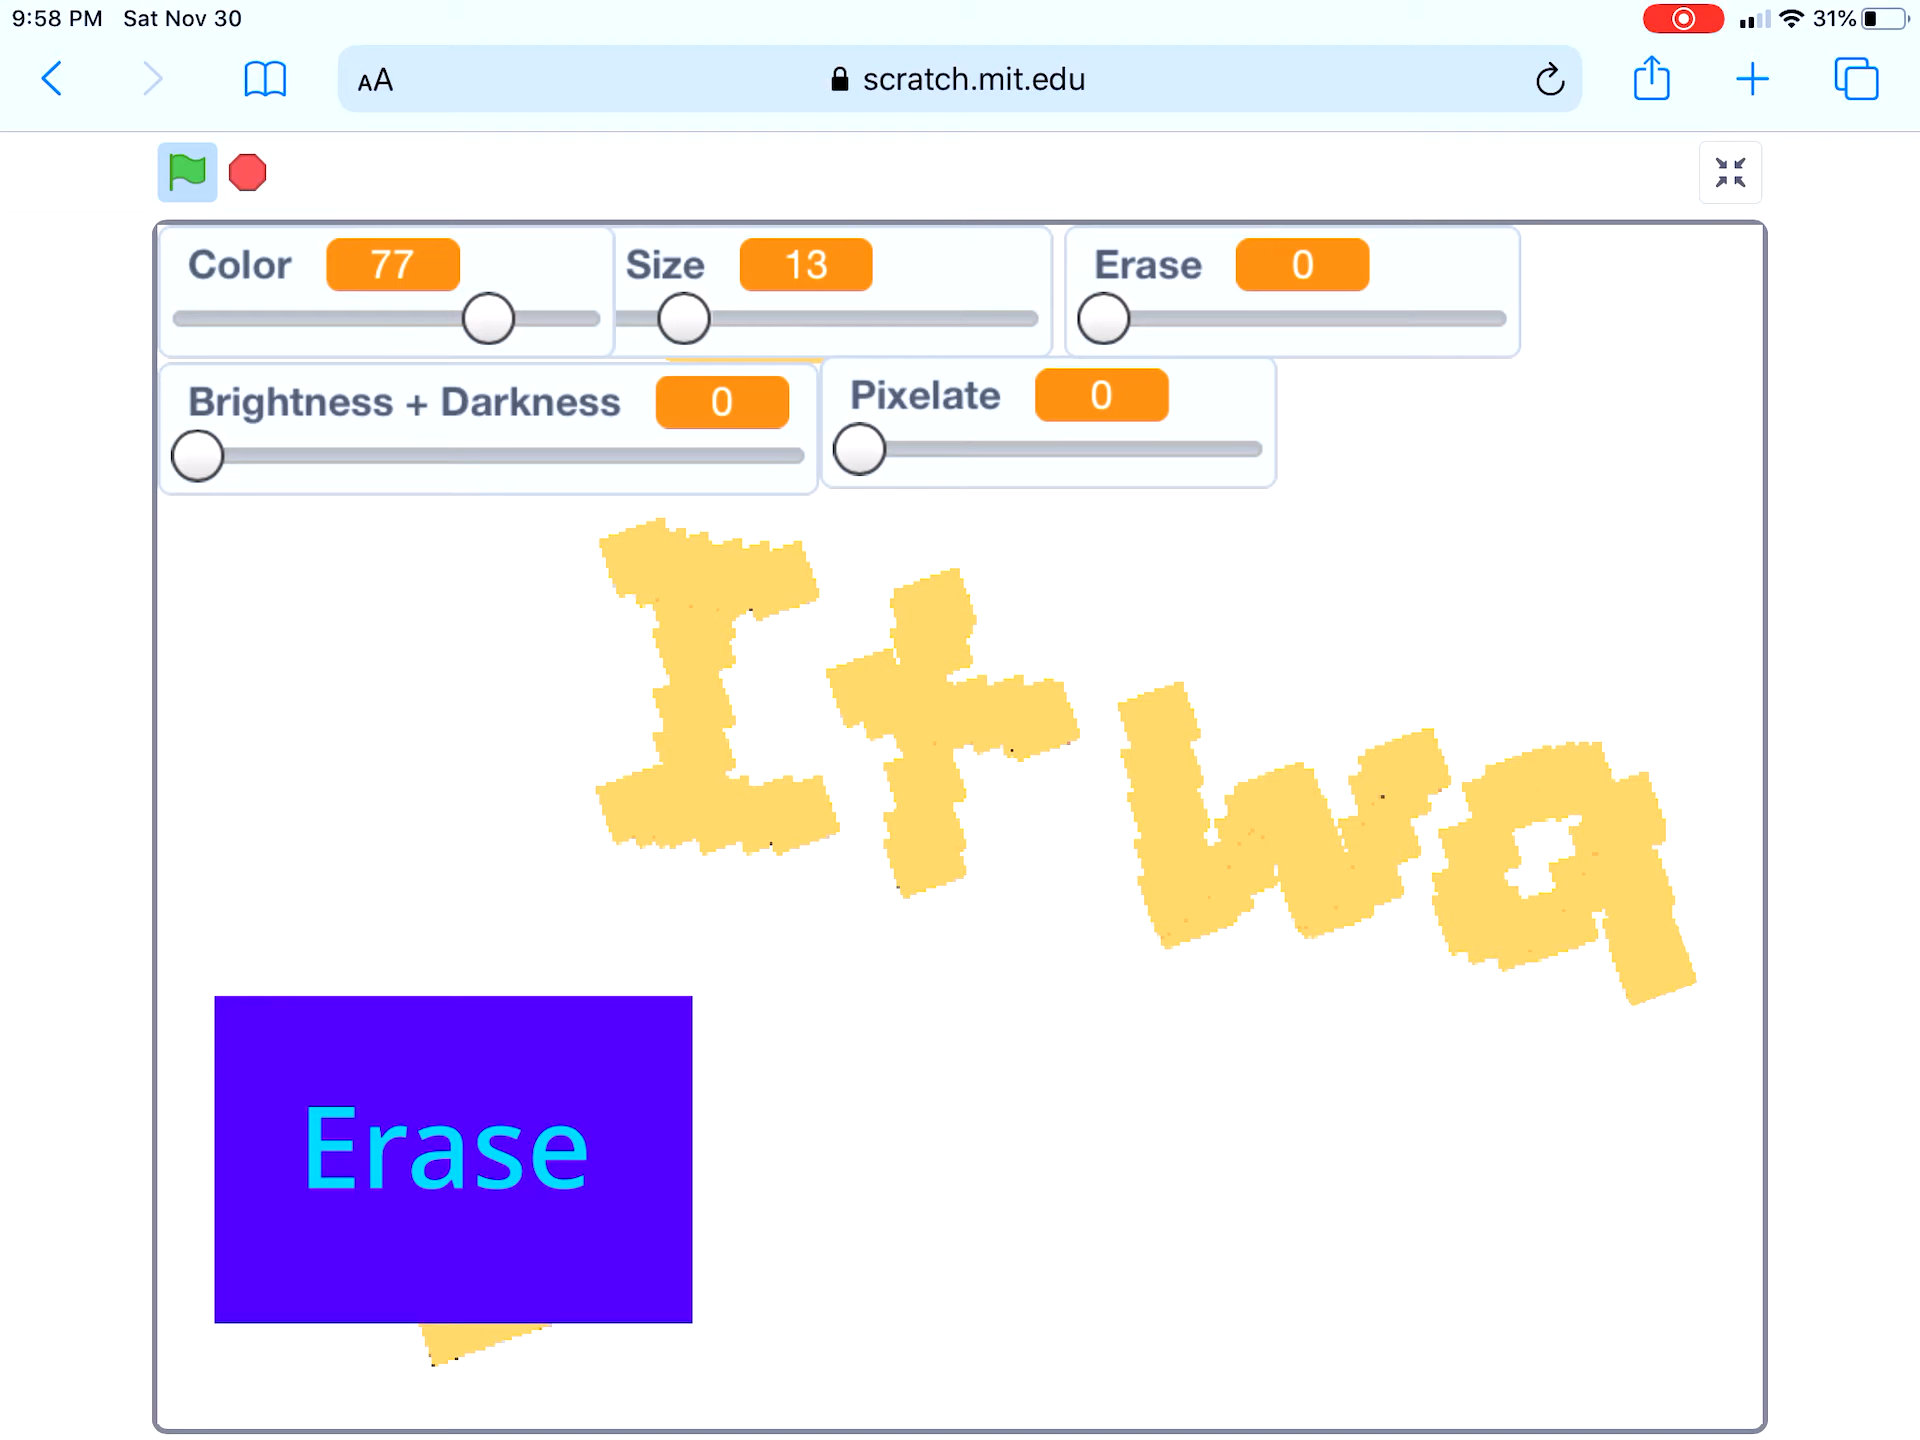 9:58 PM Sat Nov 30 31%
AA scratch.mit.edu
Color 77 Size 13 Erase 0
Brightness + Darkness 0 Pixelate 0
It wa
Erase